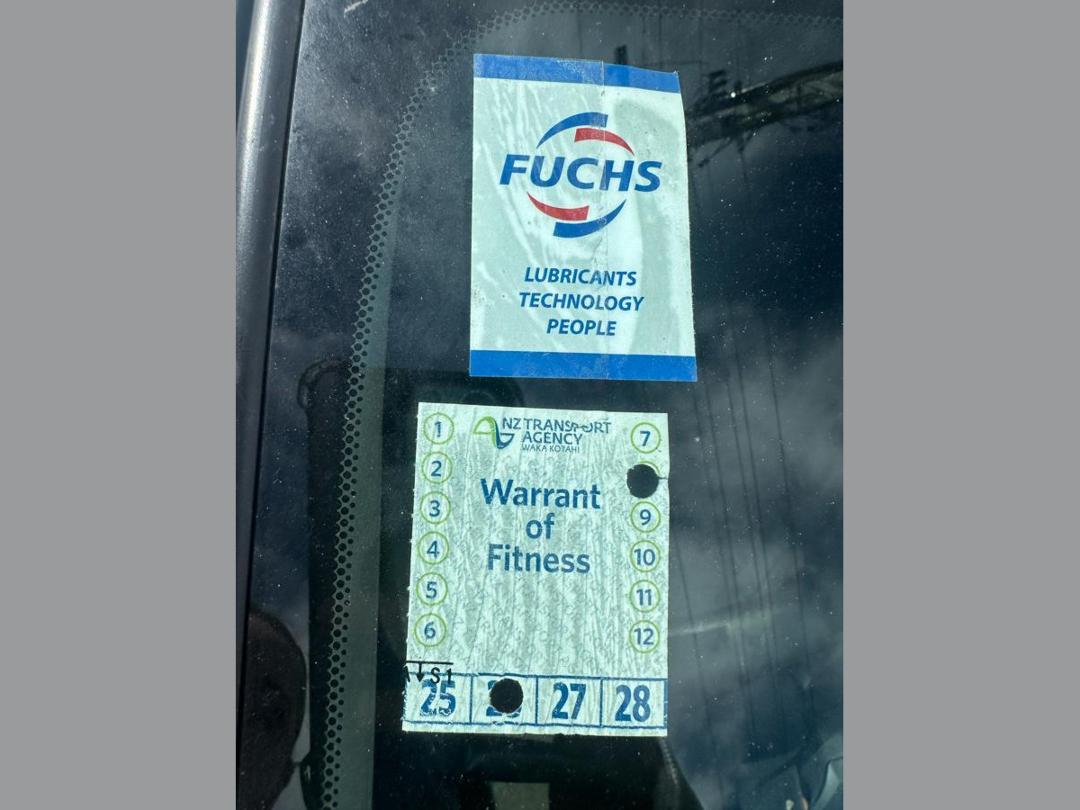 FUCHS
LUBRICANTS
TECHNOLOGY
PEOPLE
NZ TRANSPORT
AGENCY
WAKA KOTAHI
Warrant
of
Fitness
1
2
3
4
5
6
7
9
10
11
12
S1
25
27
28